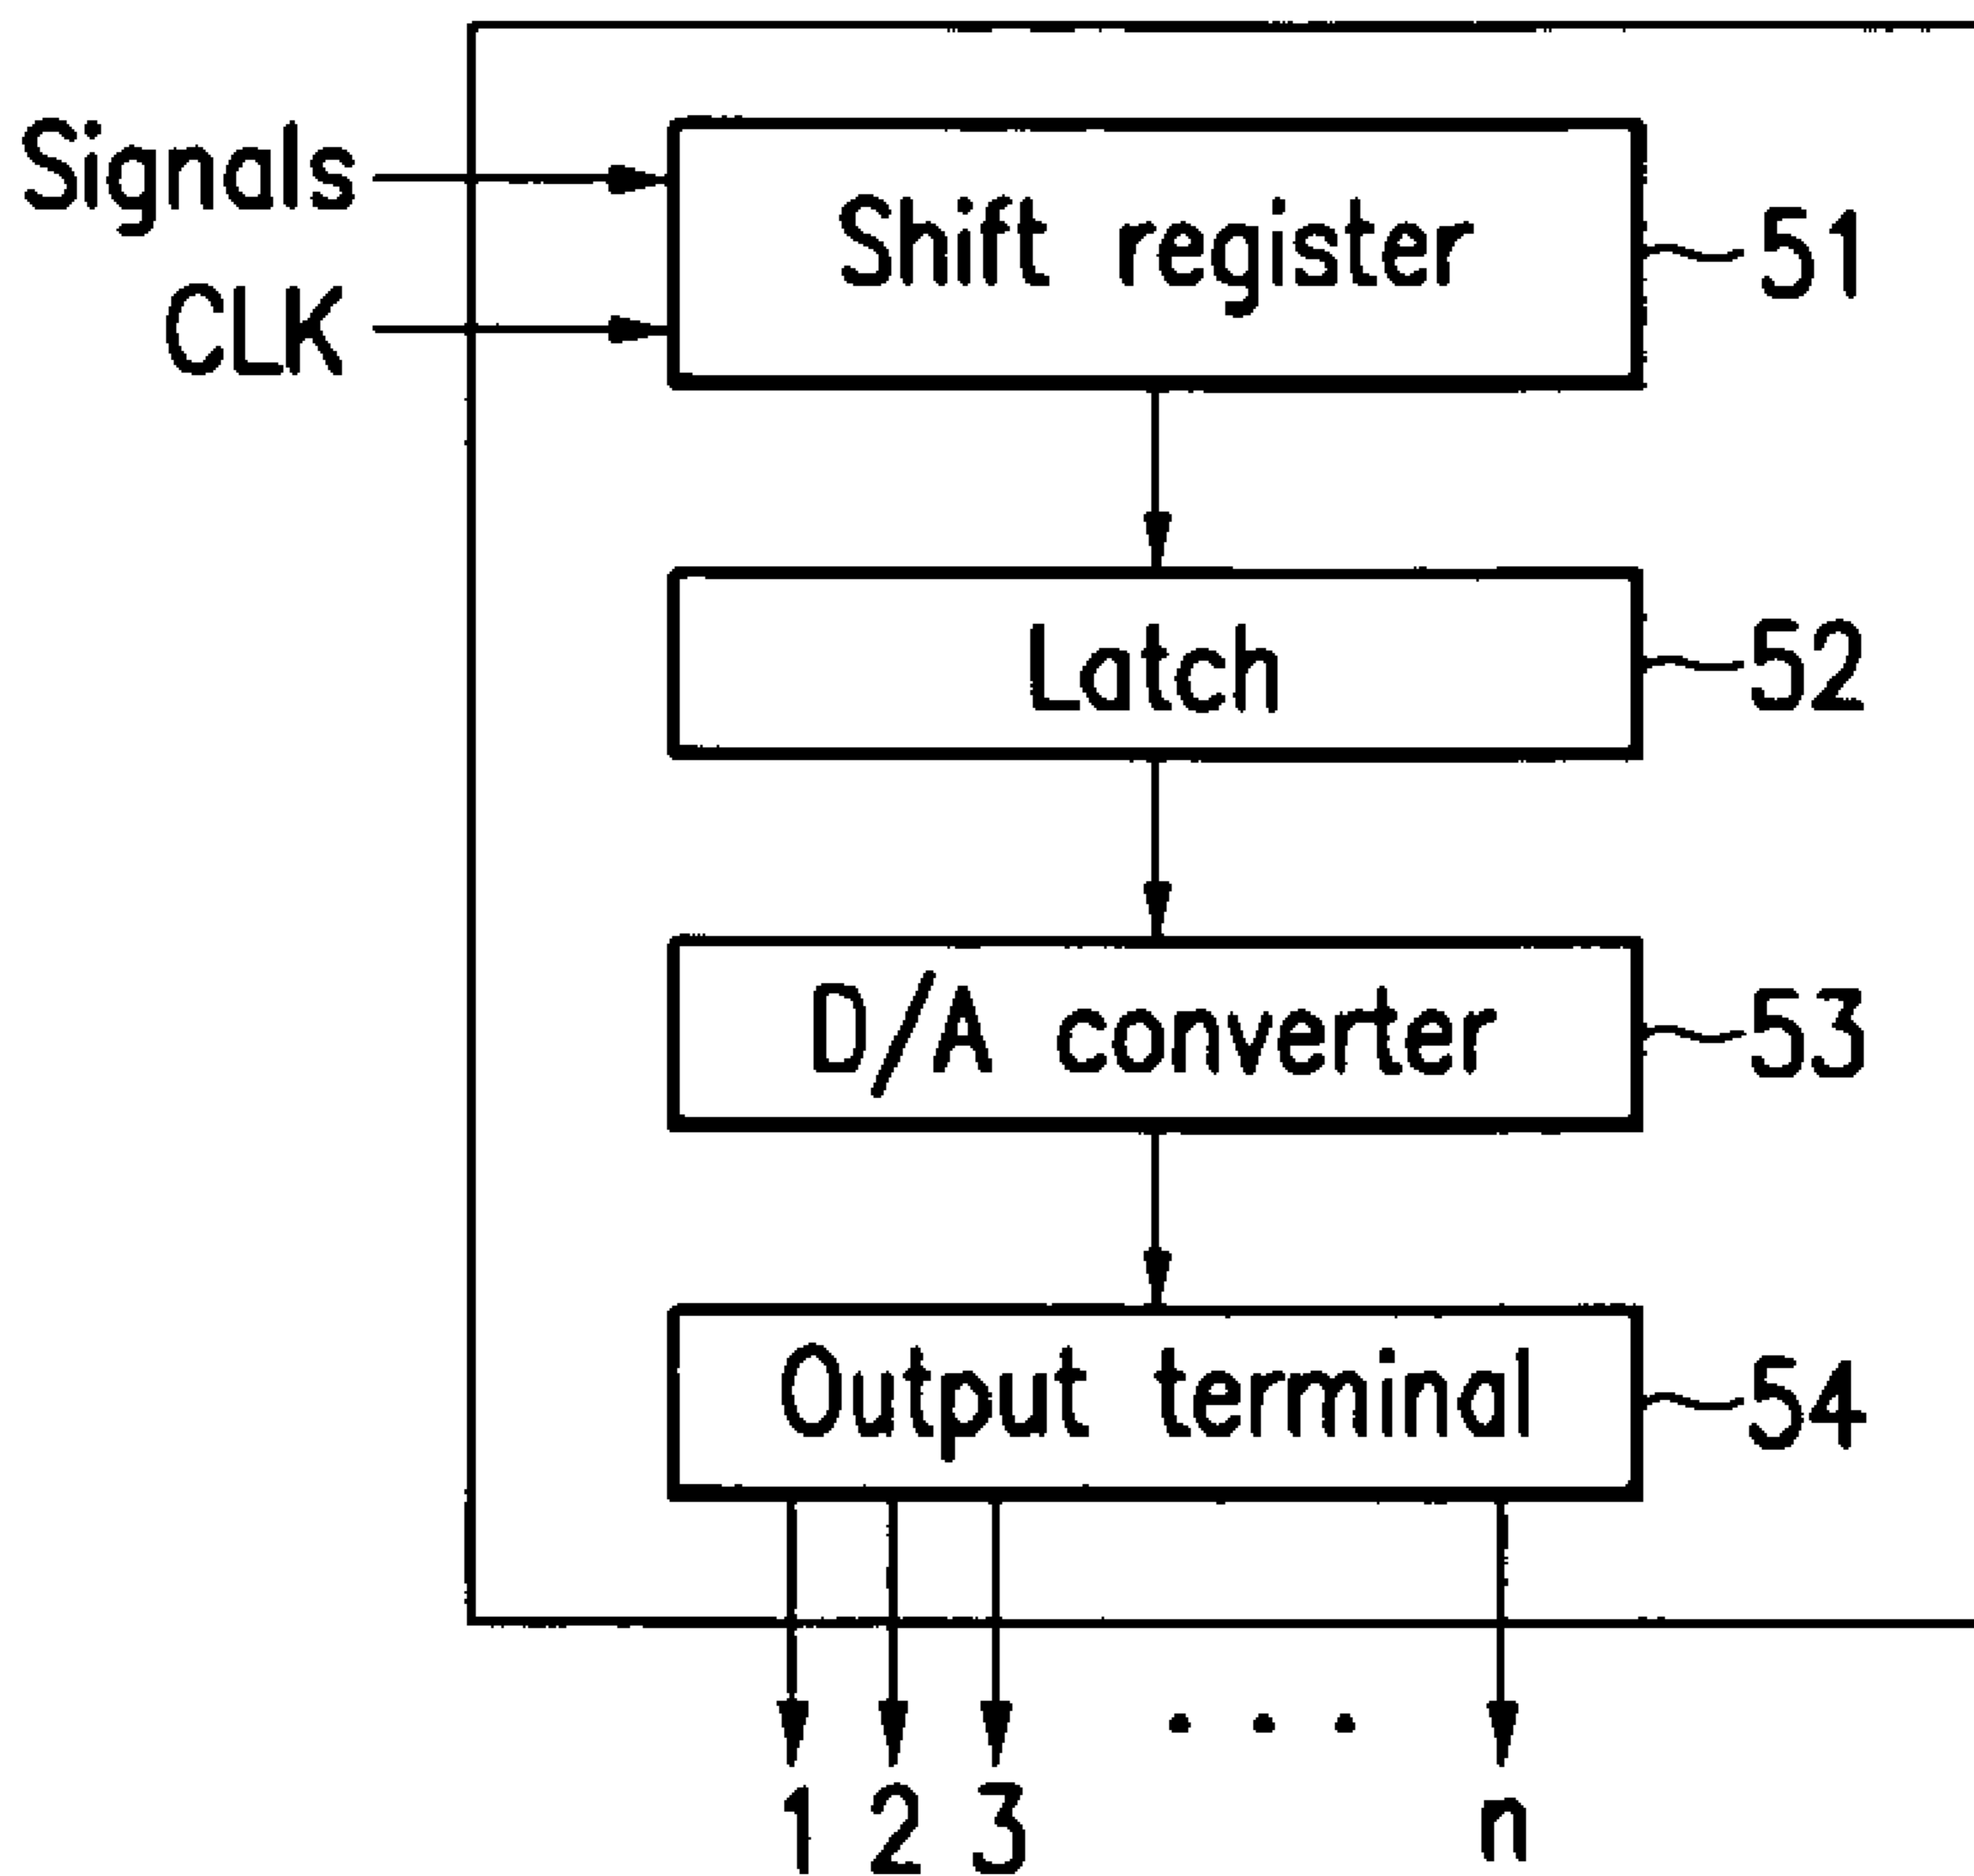 Signals
CLK
Shift register
51
Latch
52
D/A converter
53
Output terminal
54
1 2 3 . . . n